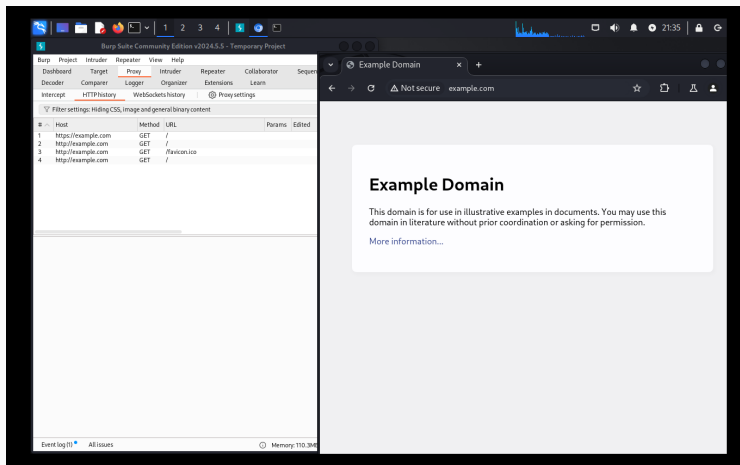 1 2 3 4
21:35
Burp Suite Community Edition v2024.5.5 - Temporary Project
Burp Project Intruder Repeater View Help
Dashboard Target Proxy Intruder Repeater Collaborator Sequen
Decoder Comparer Logger Organizer Extensions Learn
Intercept HTTP history WebSockets history Proxy settings
Filter settings: Hiding CSS, image and general binary content
# Host Method URL Params Edited
1 https://example.com GET /
2 http://example.com GET /
3 http://example.com GET /favicon.ico
4 http://example.com GET /
Event log (1) All issues
Memory: 110.3MB
Example Domain
Not secure example.com
Example Domain
This domain is for use in illustrative examples in documents. You may use this
domain in literature without prior coordination or asking for permission.
More information...